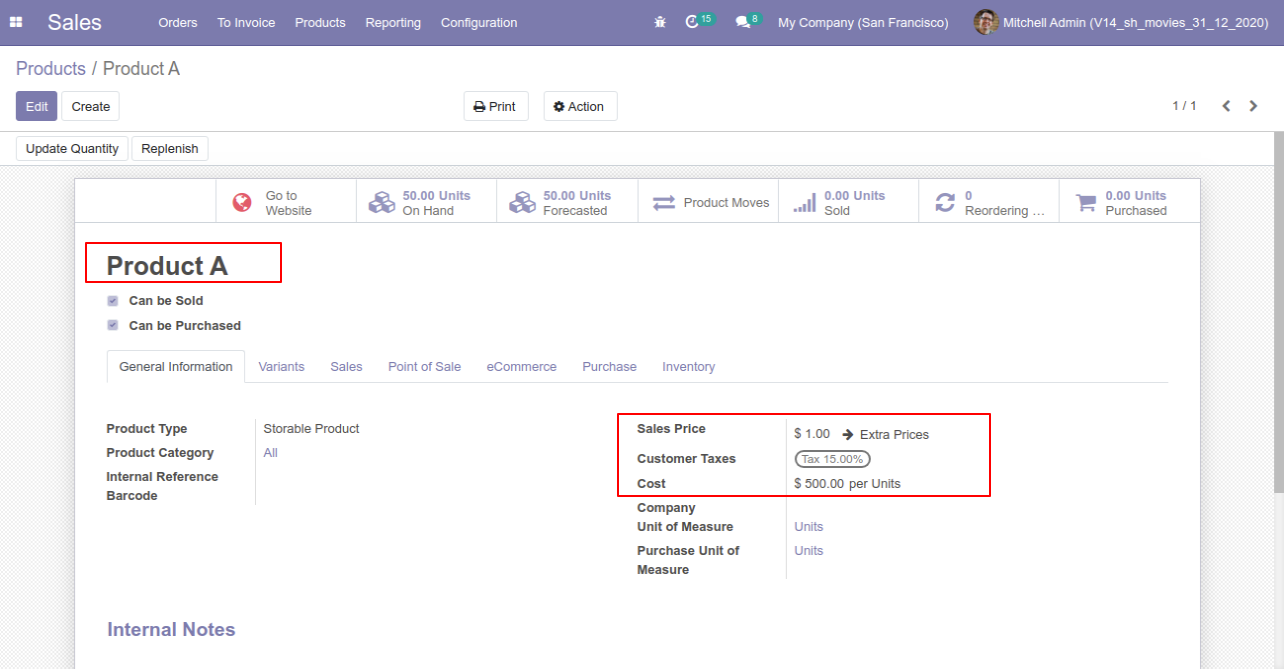 Sales Orders To Invoice Products Reporting Configuration 15 8 My Company (San Francisco) Mitchell Admin (V14_sh_movies_31_12_2020)
Products / Product A
Edit Create Print Action 1 / 1
Update Quantity Replenish
Go to Website
50.00 Units On Hand
50.00 Units Forecasted
Product Moves
0.00 Units Sold
0 Reordering ...
0.00 Units Purchased
Product A
Can be Sold
Can be Purchased
General Information Variants Sales Point of Sale eCommerce Purchase Inventory
Product Type Storable Product
Product Category All
Internal Reference
Barcode
Sales Price $ 1.00 Extra Prices
Customer Taxes Tax 15.00%
Cost $ 500.00 per Units
Company
Unit of Measure Units
Purchase Unit of Measure Units
Internal Notes